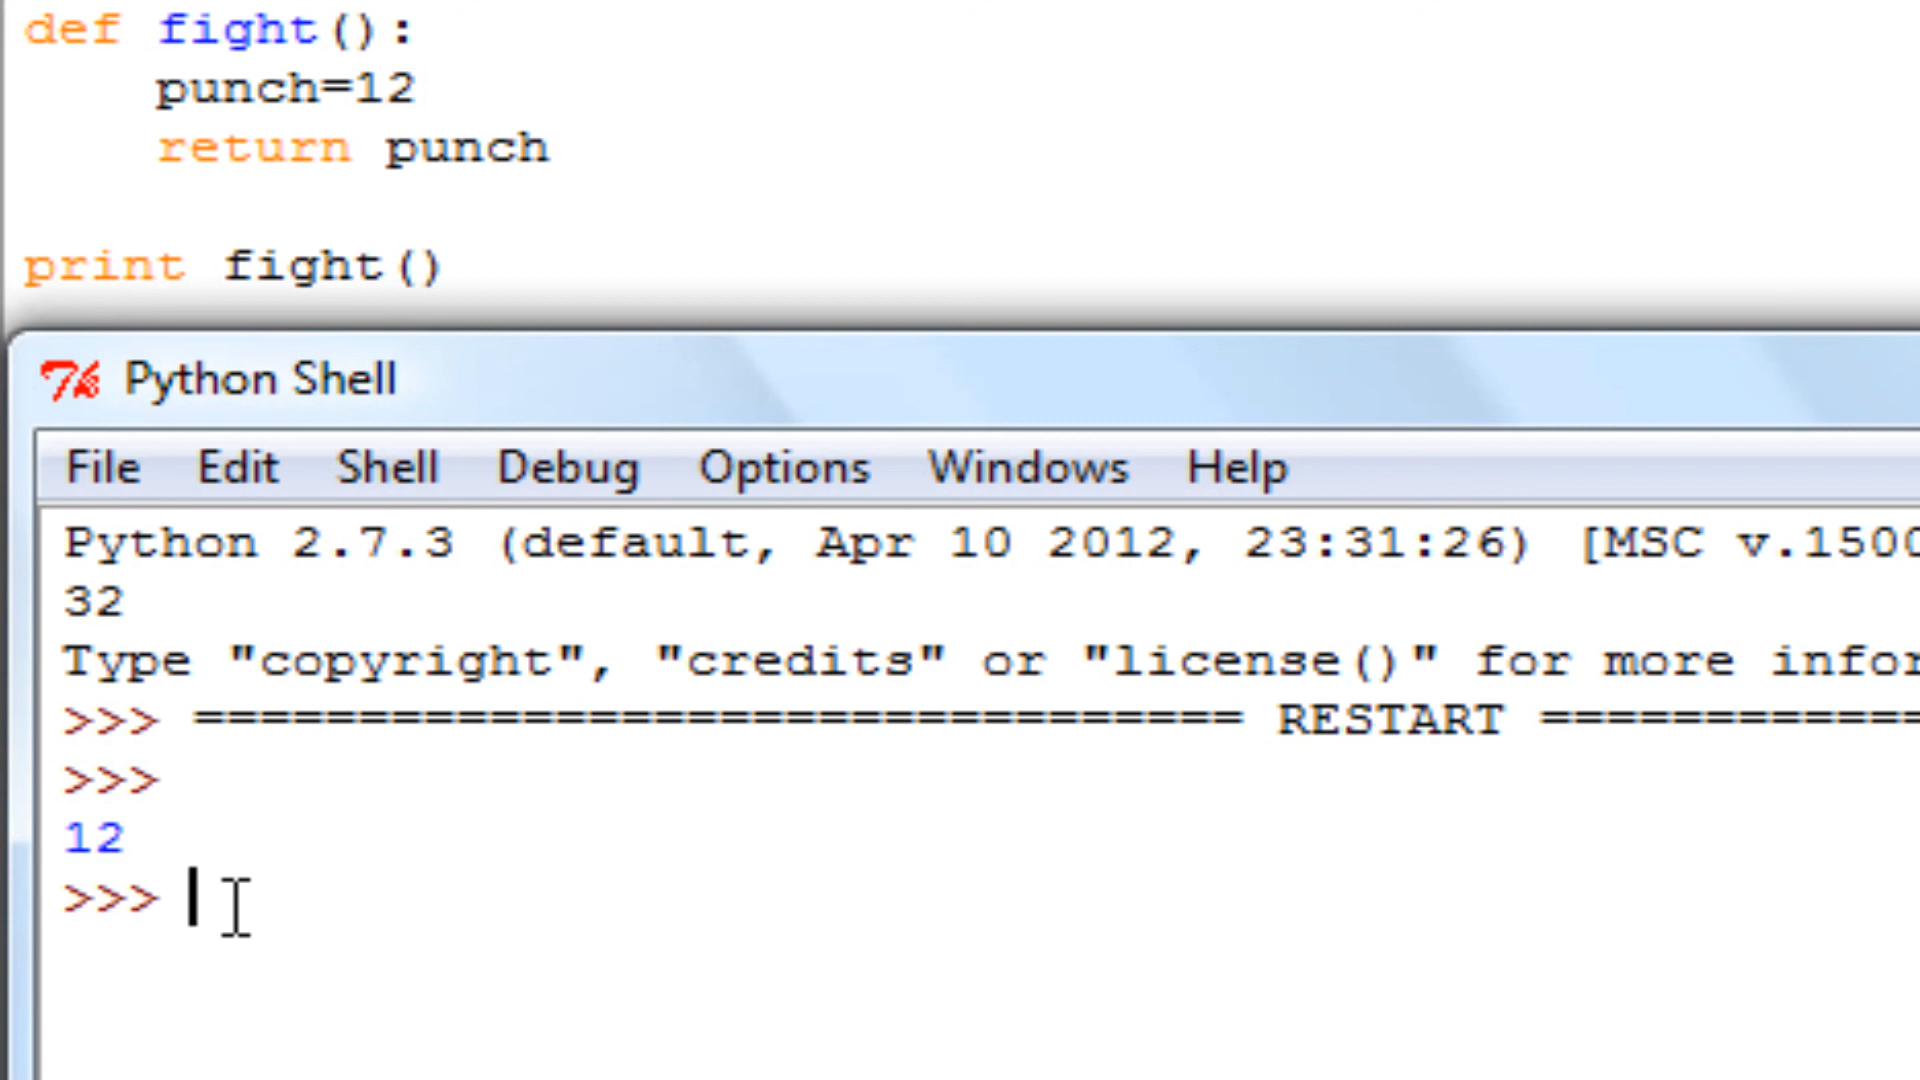 def fight():
    punch=12
    return punch
print fight()
Python Shell
File Edit Shell Debug Options Windows Help
Python 2.7.3 (default, Apr 10 2012, 23:31:26) [MSC v.1500
32
Type "copyright", "credits" or "license()" for more infor
>>> ================================ RESTART ============
>>>
12
>>>